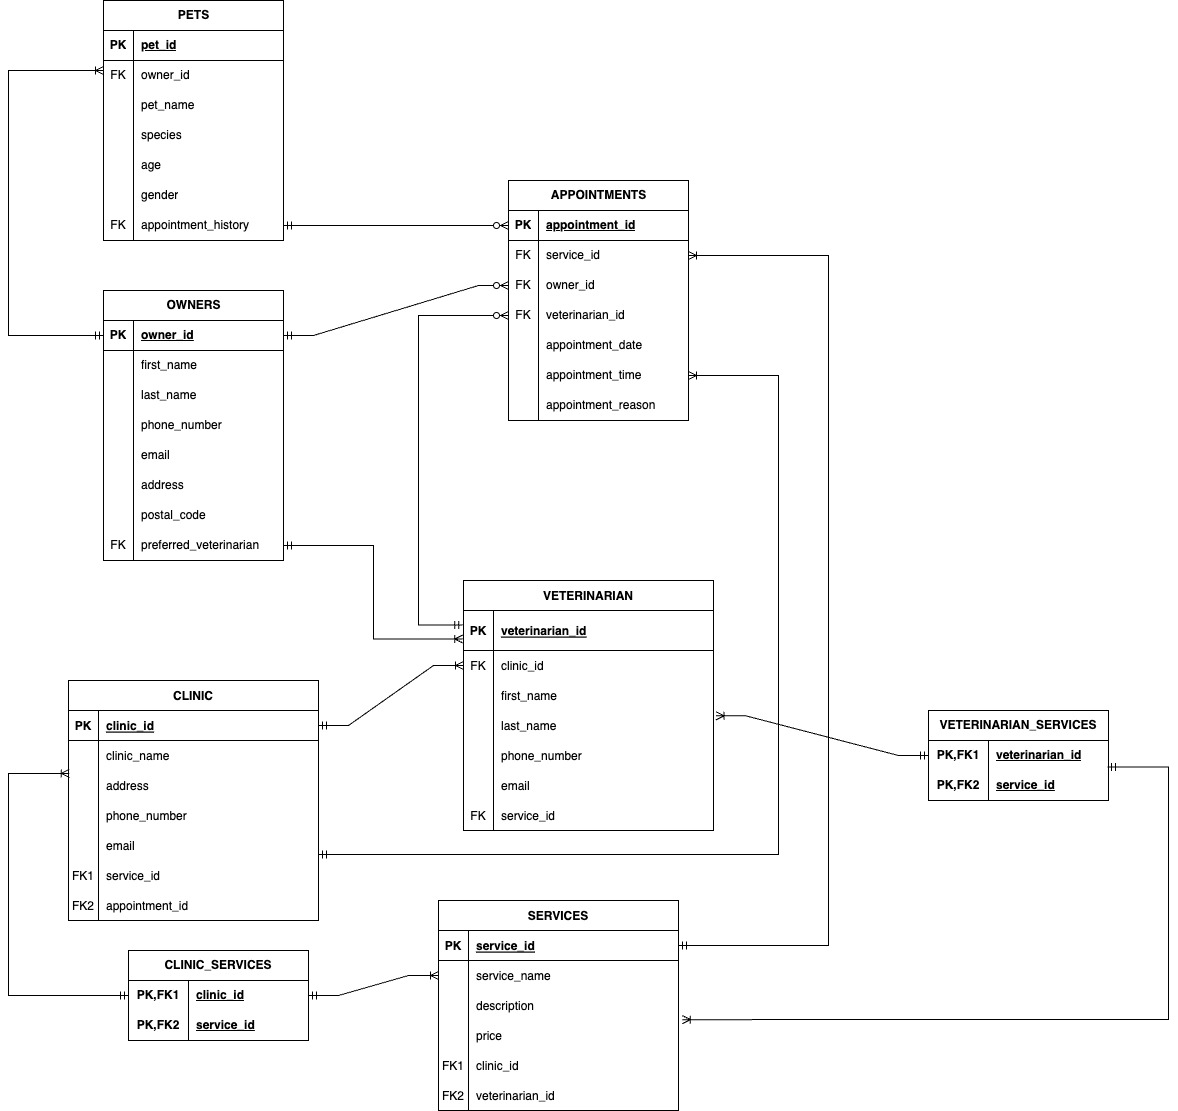 PETS
PK pet_id
FK owner_id
pet_name
species
age
gender
FK appointment_history
APPOINTMENTS
PK appointment_id
FK service_id
FK owner_id
FK veterinarian_id
appointment_date
appointment_time
appointment_reason
OWNERS
PK owner_id
first_name
last_name
phone_number
email
address
postal_code
FK preferred_veterinarian
VETERINARIAN
PK veterinarian_id
FK clinic_id
first_name
last_name
phone_number
email
FK service_id
CLINIC
PK clinic_id
clinic_name
address
phone_number
email
FK1 service_id
FK2 appointment_id
VETERINARIAN_SERVICES
PK,FK1 veterinarian_id
PK,FK2 service_id
CLINIC_SERVICES
PK,FK1 clinic_id
PK,FK2 service_id
SERVICES
PK service_id
service_name
description
price
FK1 clinic_id
FK2 veterinarian_id